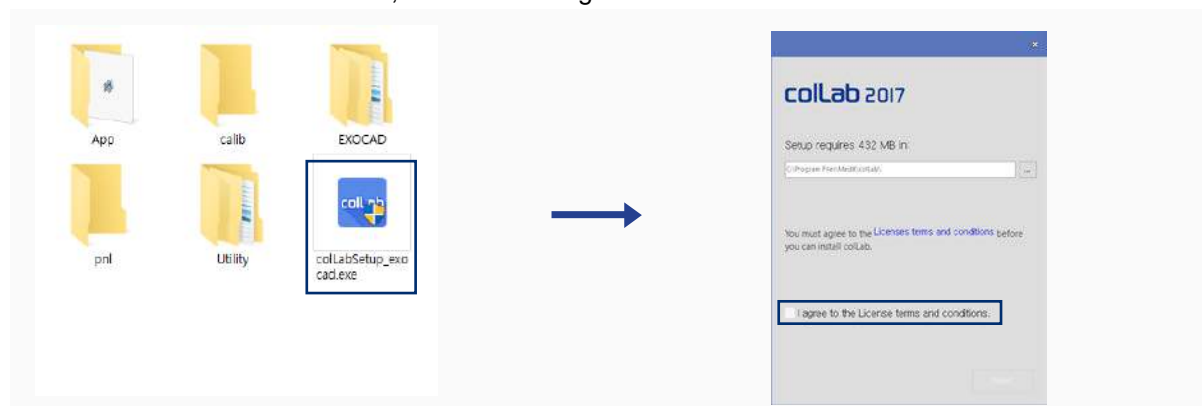 App
calib
EXOCAD
pnl
Utility
colLabSetup_exo
cad.exe
colLab 2017
Setup requires 432 MB in:
...
You must agree to the Licenses terms and conditions before
you can install colLab.
I agree to the License terms and conditions.